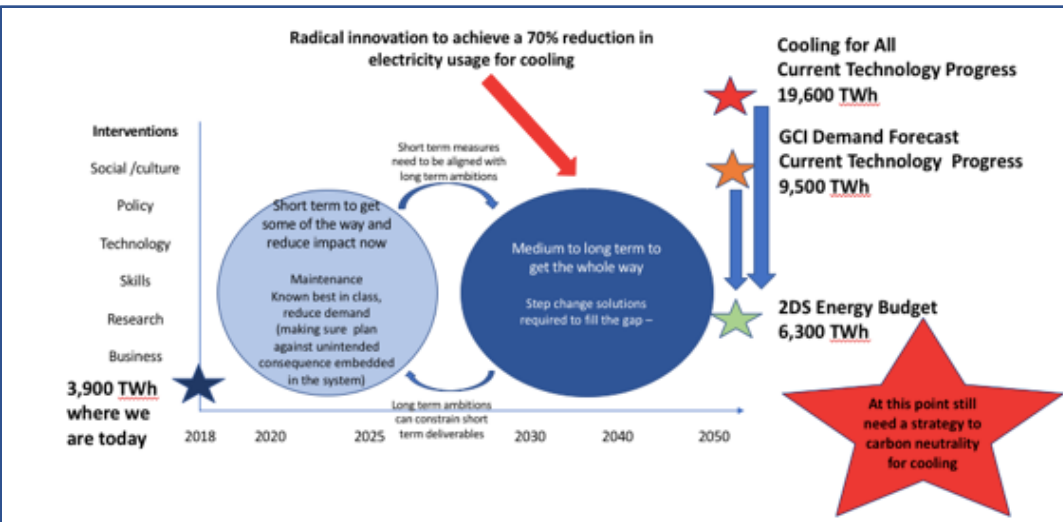 Radical innovation to achieve a 70% reduction in
electricity usage for cooling
Cooling for All
Current Technology Progress
19,600 TWh
GCI Demand Forecast
Current Technology Progress
9,500 TWh
2DS Energy Budget
6,300 TWh
At this point still
need a strategy to
carbon neutrality
for cooling
Interventions
Social /culture
Policy
Technology
Skills
Research
Business
3,900 TWh
where we
are today
Short term measures
need to be aligned with
long term ambitions
Short term to get
some of the way and
reduce impact now
Maintenance
Known best in class,
reduce demand
(making sure plan
against unintended
consequence embedded
in the system)
Medium to long term to
get the whole way
Step change solutions
required to fill the gap –
Long term ambitions
can constrain short
term deliverables
2018 2020 2025 2030 2040 2050